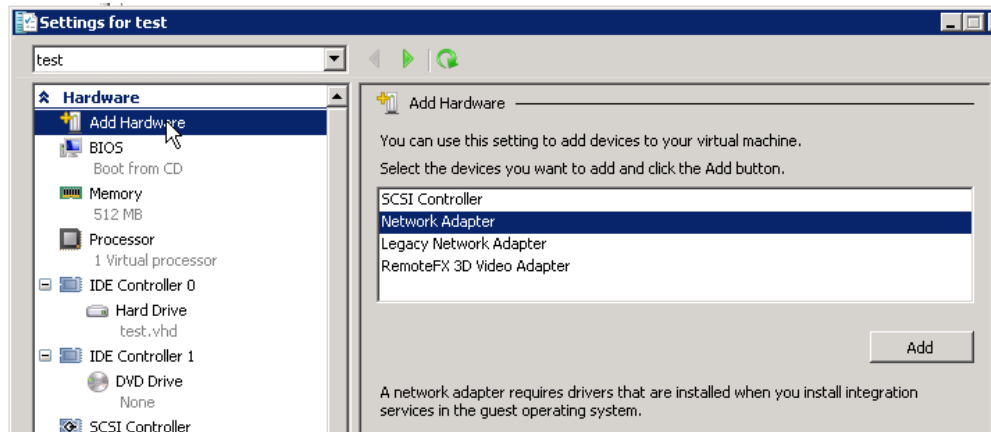 Settings for test
test
Hardware
Add Hardware
BIOS
Boot from CD
Memory
512 MB
Processor
1 Virtual processor
IDE Controller 0
Hard Drive
test.vhd
IDE Controller 1
DVD Drive
None
SCSI Controller
Add Hardware
You can use this setting to add devices to your virtual machine.
Select the devices you want to add and click the Add button.
SCSI Controller
Network Adapter
Legacy Network Adapter
RemoteFX 3D Video Adapter
Add
A network adapter requires drivers that are installed when you install integration
services in the guest operating system.